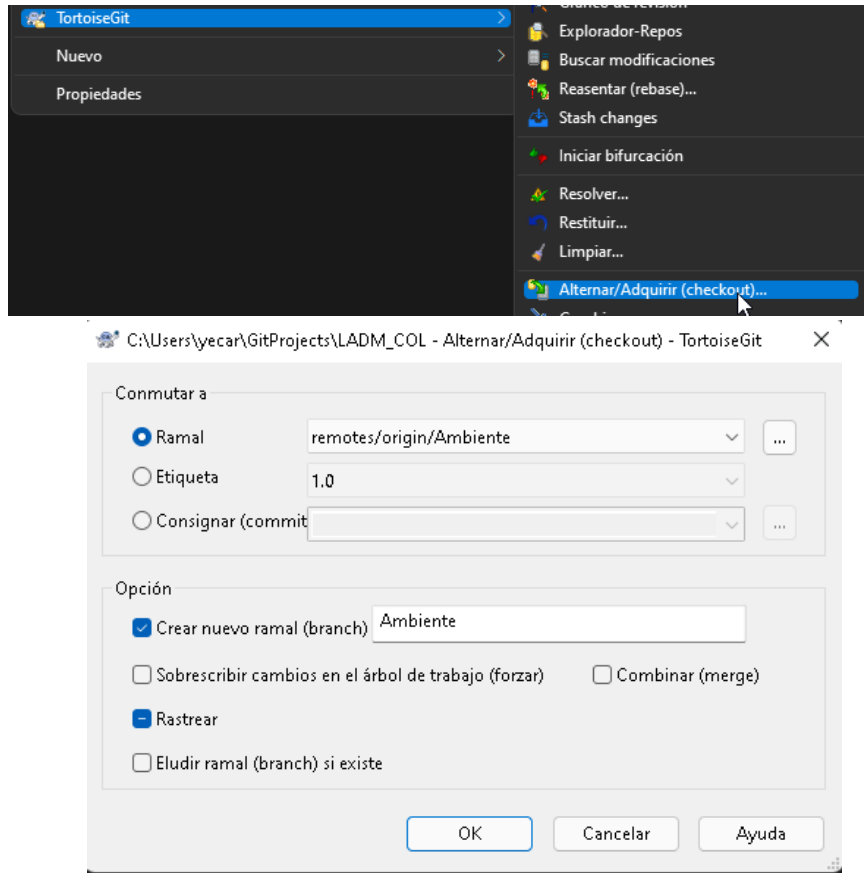 TortoiseGit
Nuevo
Propiedades
Explorador-Repos
Buscar modificaciones
Reasentar (rebase)...
Stash changes
Iniciar bifurcación
Resolver...
Restituir...
Limpiar...
Alternar/Adquirir (checkout)...
C:\Users\yecar\GitProjects\LADM_COL - Alternar/Adquirir (checkout) - TortoiseGit
Conmutar a
Ramal remotes/origin/Ambiente ...
Etiqueta 1.0
Consignar (commit ...
Opción
Crear nuevo ramal (branch) Ambiente
Sobrescribir cambios en el árbol de trabajo (forzar) Combinar (merge)
Rastrear
Eludir ramal (branch) si existe
OK Cancelar Ayuda